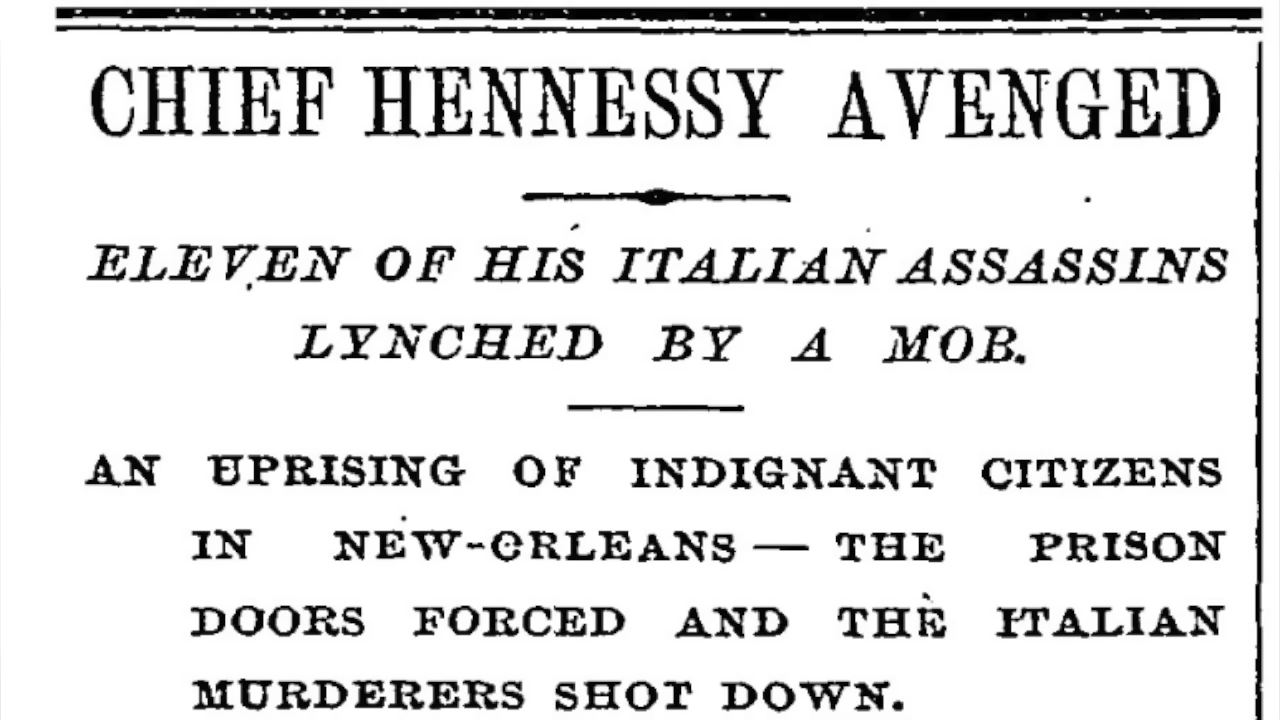 CHIEF HENNESSY AVENGED
ELEVEN OF HIS ITALIAN ASSASSINS
LYNCHED BY A MOB.
AN UPRISING OF INDIGNANT CITIZENS
IN NEW-ORLEANS — THE PRISON
DOORS FORCED AND THE ITALIAN
MURDERERS SHOT DOWN.